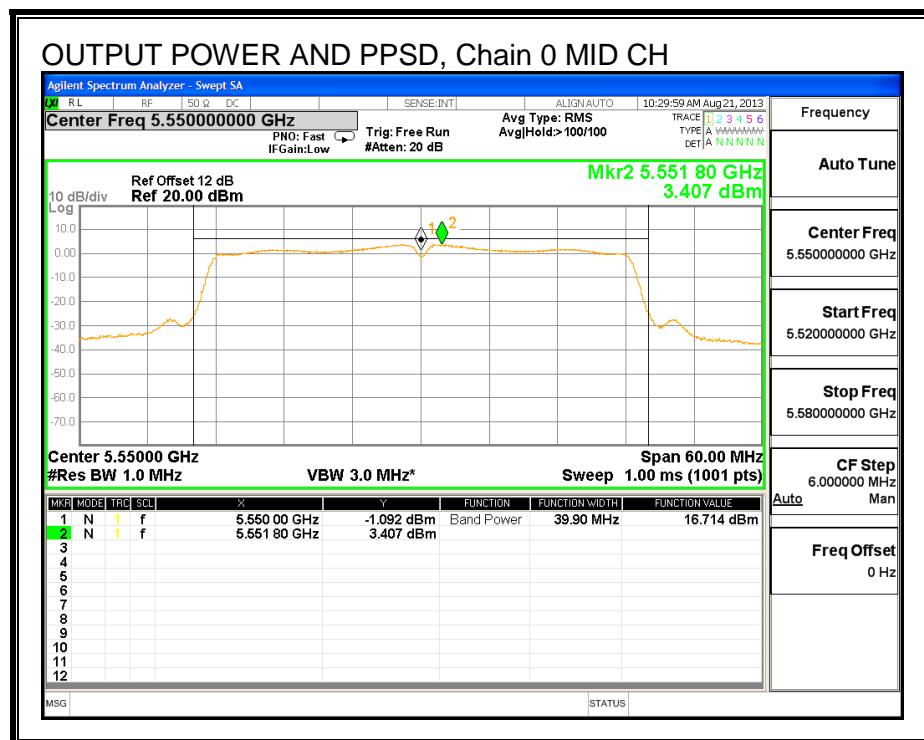 OUTPUT POWER AND PPSD, Chain 0 MID CH
Agilent Spectrum Analyzer - Swept SA
LXI RL RF 50 Ω DC SENSE:INT ALIGNAUTO 10:29:59 AM Aug 21, 2013
Center Freq 5.550000000 GHz
PNO: Fast
IFGain:Low
Trig: Free Run
#Atten: 20 dB
Avg Type: RMS
Avg|Hold:>100/100
TRACE 1 2 3 4 5 6
TYPE A WWWWW
DET A N N N N N
Mkr2 5.551 80 GHz
3.407 dBm
Ref Offset 12 dB
10 dB/div Ref 20.00 dBm
Log
10.0
0.00
-10.0
-20.0
-30.0
-40.0
-50.0
-60.0
-70.0
1 2
Center 5.55000 GHz Span 60.00 MHz
#Res BW 1.0 MHz VBW 3.0 MHz* Sweep 1.00 ms (1001 pts)
MKR MODE TRC SCL X Y FUNCTION FUNCTION WIDTH FUNCTION VALUE
1 N 1 f 5.550 00 GHz -1.092 dBm Band Power 39.90 MHz 16.714 dBm
2 N 1 f 5.551 80 GHz 3.407 dBm
3
4
5
6
7
8
9
10
11
12
MSG STATUS
Frequency
Auto Tune
Center Freq
5.550000000 GHz
Start Freq
5.520000000 GHz
Stop Freq
5.580000000 GHz
CF Step
6.000000 MHz
Auto Man
Freq Offset
0 Hz